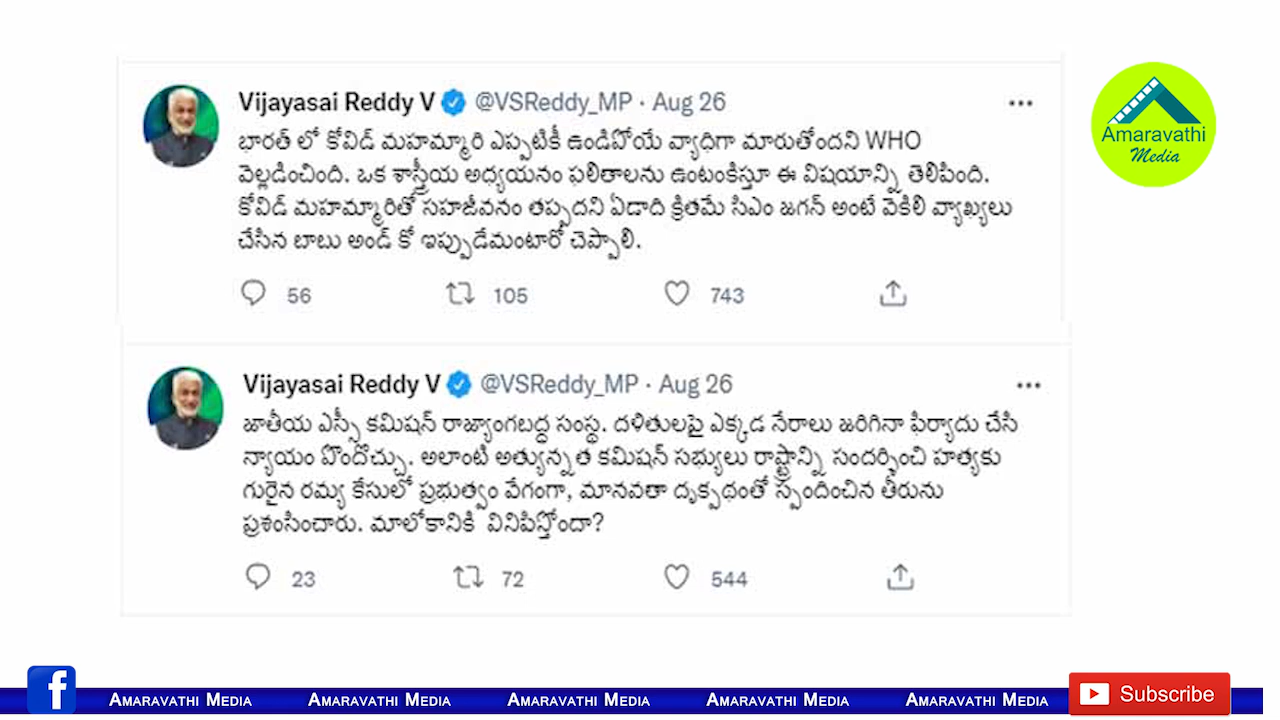 Vijayasai Reddy V @VSReddy_MP · Aug 26
భారత్ లో కోవిడ్ మహమ్మారి ఎప్పటికీ ఉండిపోయే వ్యాధిగా మారుతోందని WHO
వెల్లడించింది. ఒక శాస్త్రీయ అధ్యయనం ఫలితాలను ఉంటంకిస్తూ ఈ విషయాన్ని తెలిపింది.
కోవిడ్ మహమ్మారితో సహజీవనం తప్పదని ఏడాది క్రితమే సిఎం జగన్ అంటే వెకిలి వ్యాఖ్యలు
చేసిన బాబు అండ్ కో ఇప్పుడేమంటారో చెప్పాలి.
56 105 743
Vijayasai Reddy V @VSReddy_MP · Aug 26
జాతీయ ఎస్సీ కమిషన్ రాజ్యాంగబద్ధ సంస్థ. దళితులపై ఎక్కడ నేరాలు జరిగినా ఫిర్యాదు చేసి
న్యాయం పొందొచ్చు. అలాంటి అత్యున్నత కమిషన్ సభ్యులు రాష్ట్రాన్ని సందర్శించి హత్యకు
గురైన రమ్య కేసులో ప్రభుత్వం వేగంగా, మానవతా దృక్పథంతో స్పందించిన తీరును
ప్రశంసించారు. మాలోకానికి వినిపిస్తోందా?
23 72 544
Amaravathi
Media
AMARAVATHI MEDIA AMARAVATHI MEDIA AMARAVATHI MEDIA AMARAVATHI MEDIA AMARAVATHI MEDIA Subscribe